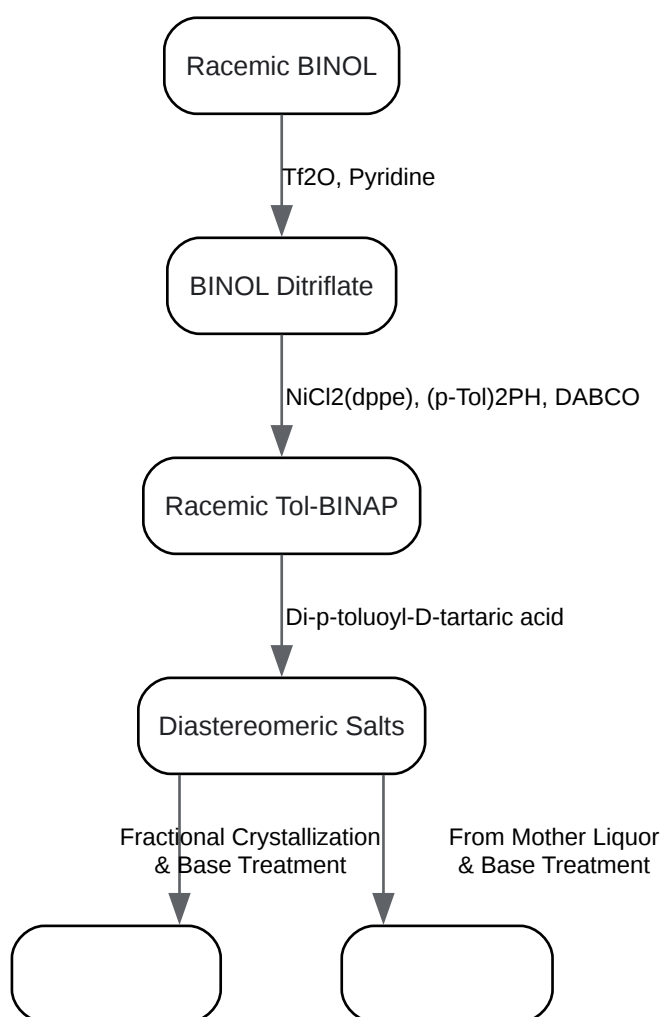 Racemic BINOL
Tf2O, Pyridine
BINOL Ditriflate
NiCl2(dppe), (p-Tol)2PH, DABCO
Racemic Tol-BINAP
Di-p-toluoyl-D-tartaric acid
Diastereomeric Salts
Fractional Crystallization
& Base Treatment
From Mother Liquor
& Base Treatment